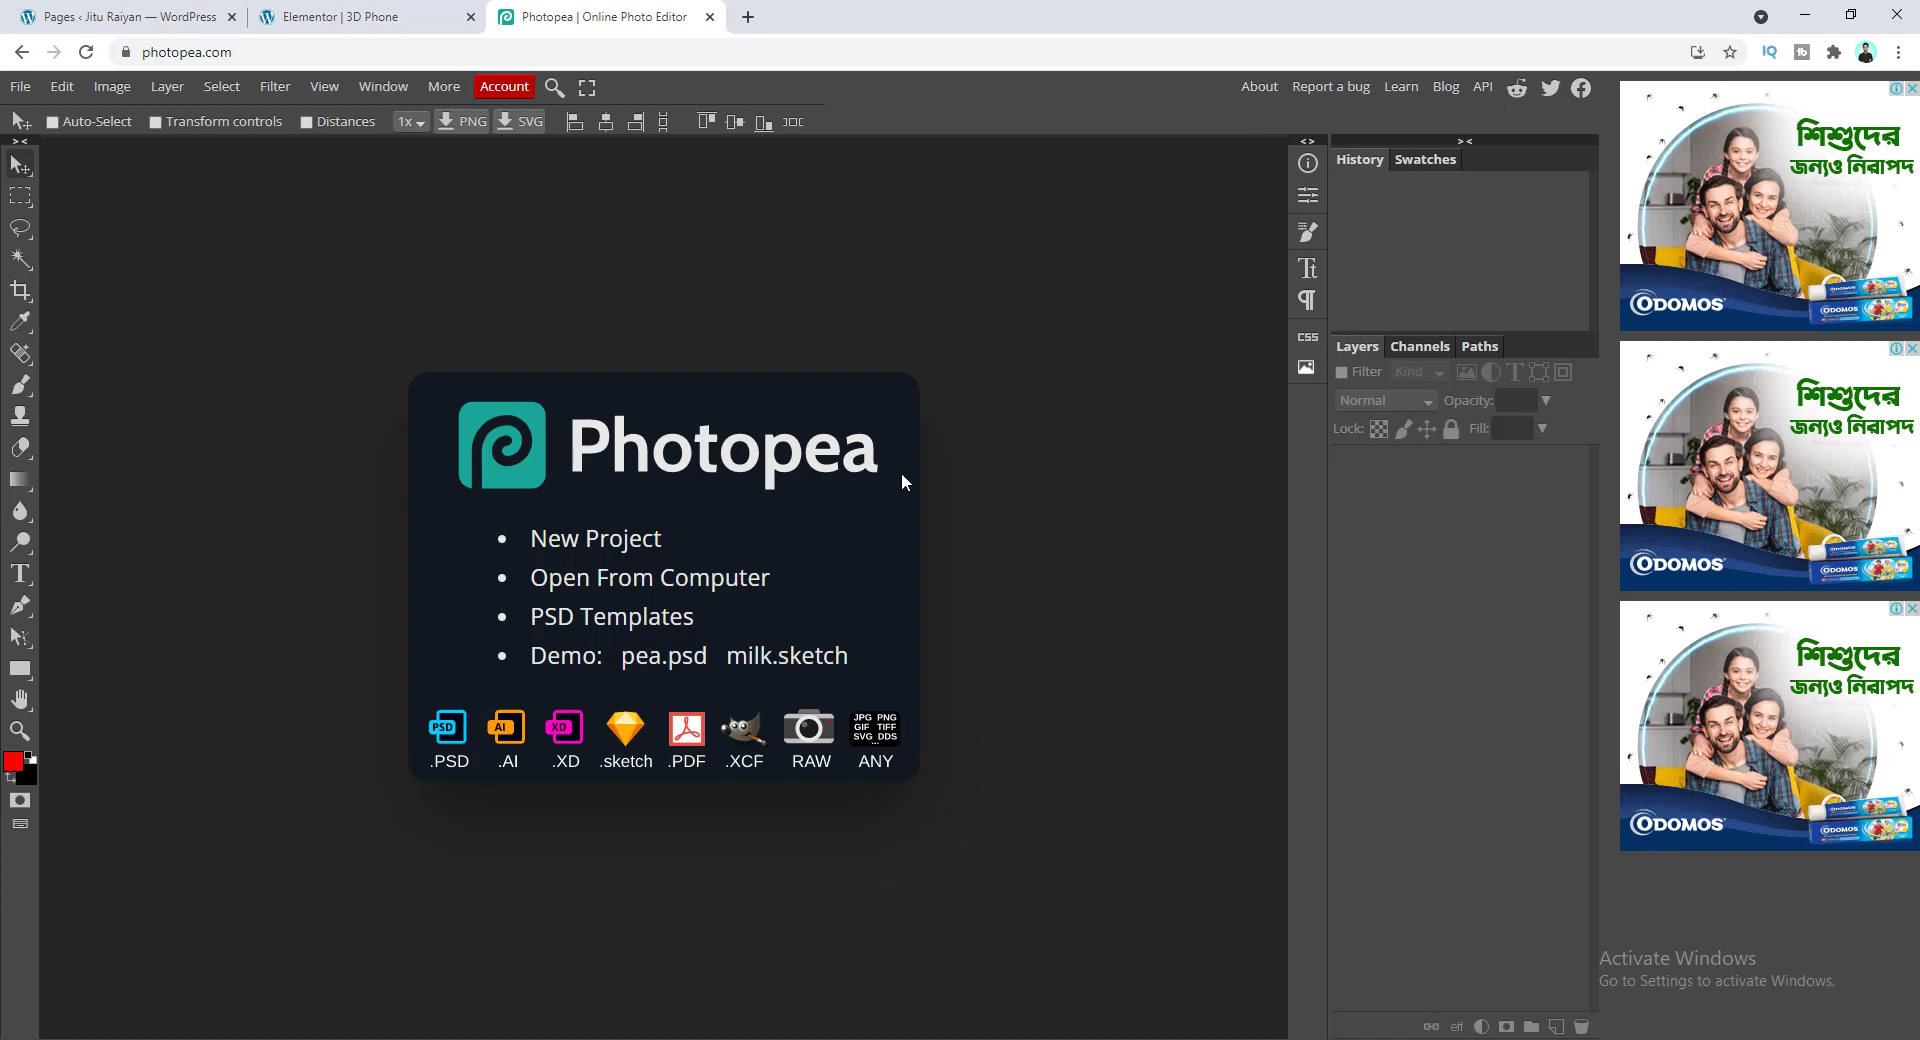 Pages ‹ Jitu Raiyan — WordPress
Elementor | 3D Phone
Photopea | Online Photo Editor
photopea.com
File Edit Image Layer Select Filter View Window More Account
About Report a bug Learn Blog API
Auto-Select Transform controls Distances 1x PNG SVG
History Swatches
Layers Channels Paths
Filter Kind
Normal Opacity:
Lock: Fill:
CSS
Photopea
New Project
Open From Computer
PSD Templates
Demo: pea.psd milk.sketch
PSD AI XD
JPG PNG
GIF TIFF
SVG DDS
...
.PSD .AI .XD .sketch .PDF .XCF RAW ANY
শিশুদের
জন্যও নিরাপদ
ODOMOS
শিশুদের
জন্যও নিরাপদ
ODOMOS
শিশুদের
জন্যও নিরাপদ
ODOMOS
Activate Windows
Go to Settings to activate Windows.
eff